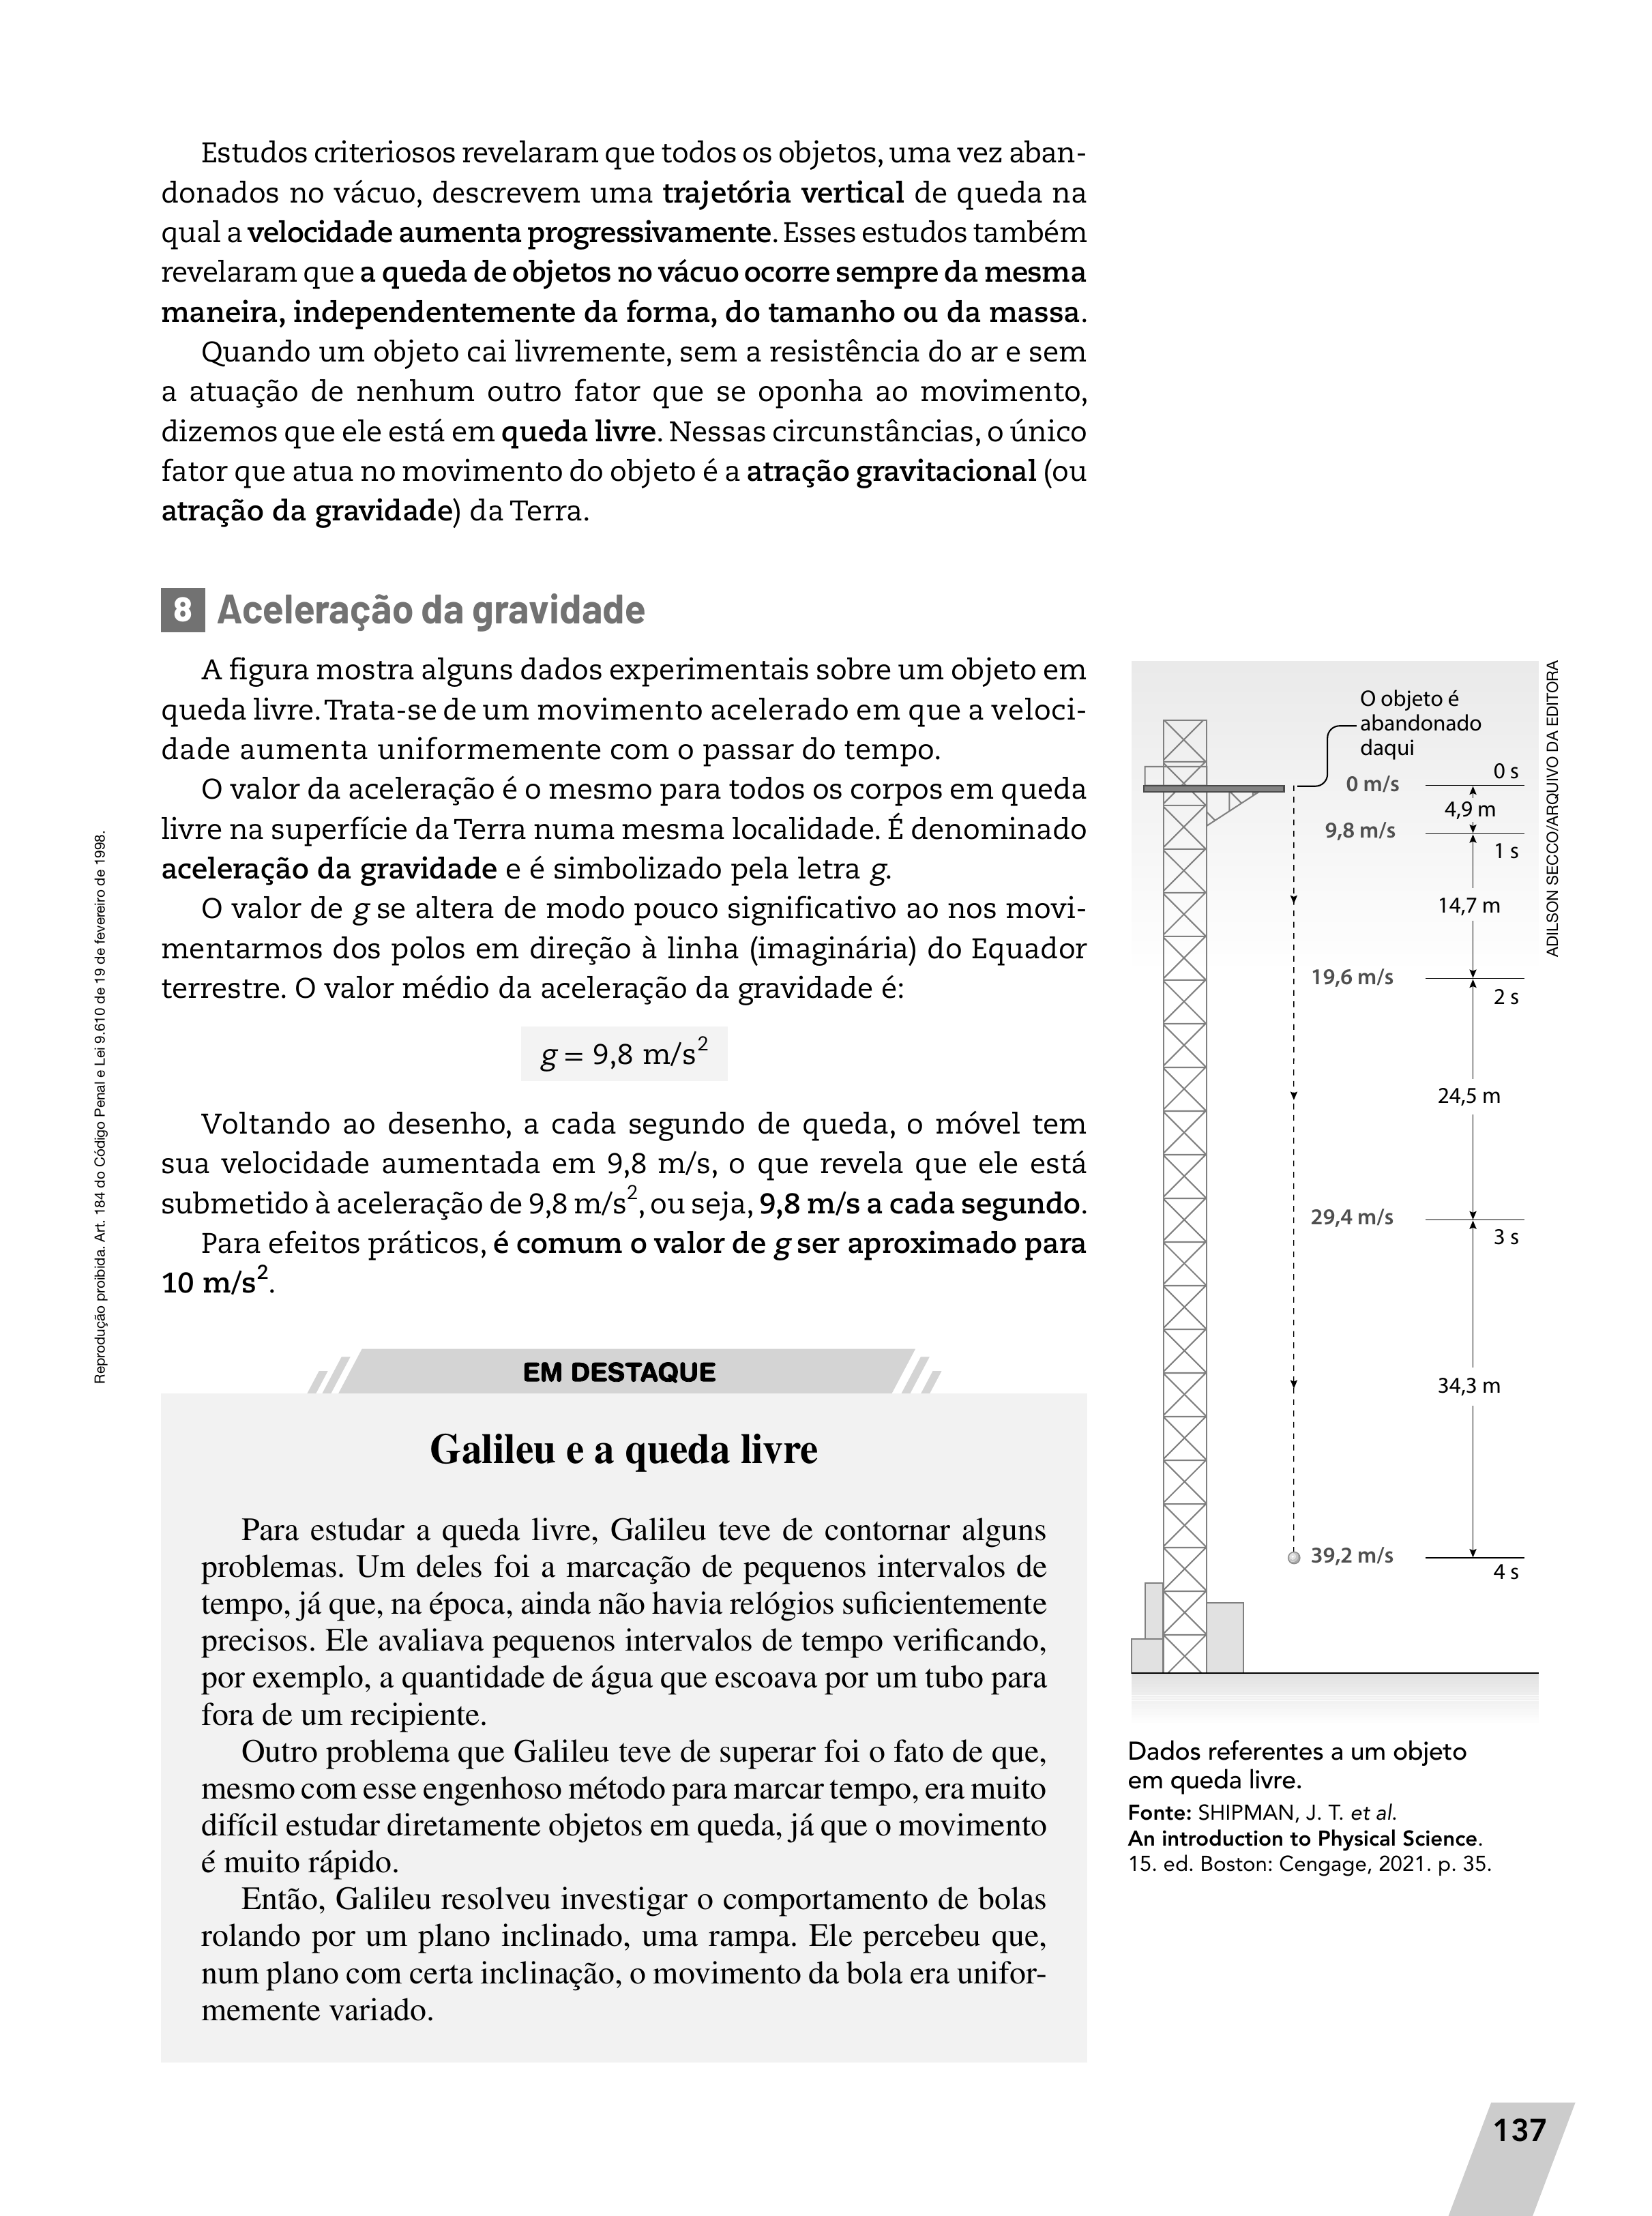 Estudos criteriosos revelaram que todos os objetos, uma vez aban-
donados no vácuo, descrevem uma trajetória vertical de queda na
qual a velocidade aumenta progressivamente. Esses estudos também
revelaram que a queda de objetos no vácuo ocorre sempre da mesma
maneira, independentemente da forma, do tamanho ou da massa.
Quando um objeto cai livremente, sem a resistência do ar e sem
a atuação de nenhum outro fator que se oponha ao movimento,
dizemos que ele está em queda livre. Nessas circunstâncias, o único
fator que atua no movimento do objeto é a atração gravitacional (ou
atração da gravidade) da Terra.
8 Aceleração da gravidade
A figura mostra alguns dados experimentais sobre um objeto em
queda livre. Trata-se de um movimento acelerado em que a veloci-
dade aumenta uniformemente com o passar do tempo.
O valor da aceleração é o mesmo para todos os corpos em queda
livre na superfície da Terra numa mesma localidade. É denominado
aceleração da gravidade e é simbolizado pela letra g.
O valor de g se altera de modo pouco significativo ao nos movi-
mentarmos dos polos em direção à linha (imaginária) do Equador
terrestre. O valor médio da aceleração da gravidade é:
g = 9,8 m/s²
Voltando ao desenho, a cada segundo de queda, o móvel tem
sua velocidade aumentada em 9,8 m/s, o que revela que ele está
submetido à aceleração de 9,8 m/s², ou seja, 9,8 m/s a cada segundo.
Para efeitos práticos, é comum o valor de g ser aproximado para
10 m/s².
EM DESTAQUE
Galileu e a queda livre
Para estudar a queda livre, Galileu teve de contornar alguns
problemas. Um deles foi a marcação de pequenos intervalos de
tempo, já que, na época, ainda não havia relógios suficientemente
precisos. Ele avaliava pequenos intervalos de tempo verificando,
por exemplo, a quantidade de água que escoava por um tubo para
fora de um recipiente.
Outro problema que Galileu teve de superar foi o fato de que,
mesmo com esse engenhoso método para marcar tempo, era muito
difícil estudar diretamente objetos em queda, já que o movimento
é muito rápido.
Então, Galileu resolveu investigar o comportamento de bolas
rolando por um plano inclinado, uma rampa. Ele percebeu que,
num plano com certa inclinação, o movimento da bola era unifor-
memente variado.
O objeto é
abandonado
daqui
0 m/s
0 s
4,9 m
9,8 m/s
1 s
14,7 m
19,6 m/s
2 s
24,5 m
29,4 m/s
3 s
34,3 m
39,2 m/s
4 s
ADILSON SECCO/ARQUIVO DA EDITORA
Dados referentes a um objeto
em queda livre.
Fonte: SHIPMAN, J. T. et al.
An introduction to Physical Science.
15. ed. Boston: Cengage, 2021. p. 35.
Reprodução proibida. Art. 184 do Código Penal e Lei 9.610 de 19 de fevereiro de 1998.
137